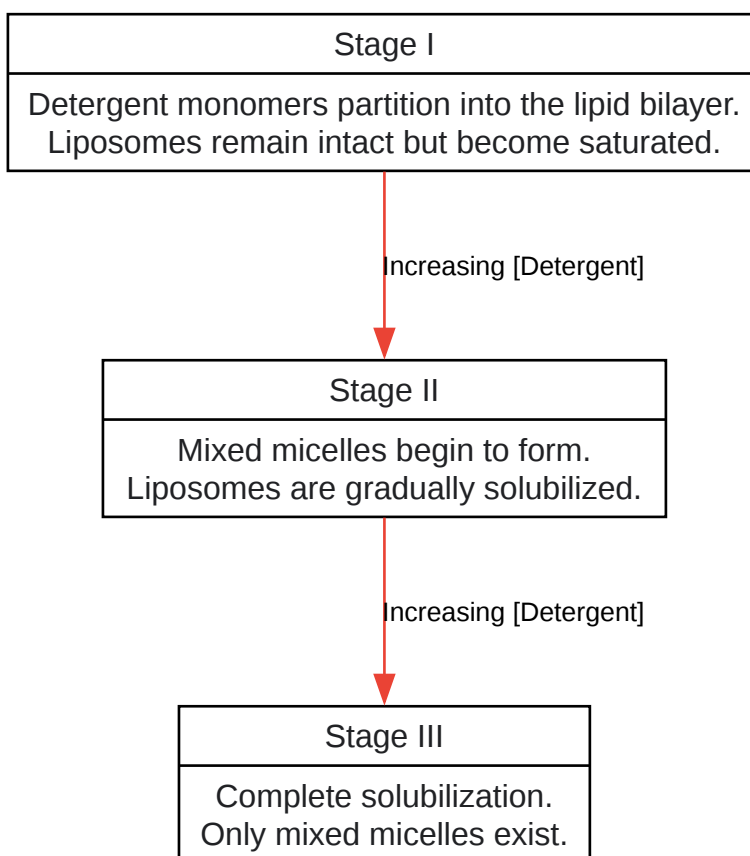 Stage I
Detergent monomers partition into the lipid bilayer.
Liposomes remain intact but become saturated.
Increasing [Detergent]
Stage II
Mixed micelles begin to form.
Liposomes are gradually solubilized.
Increasing [Detergent]
Stage III
Complete solubilization.
Only mixed micelles exist.